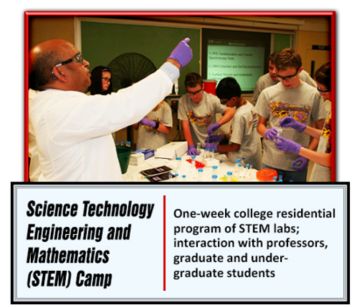 Science Technology
Engineering and
Mathematics
(STEM) Camp
One-week college residential
program of STEM labs;
interaction with professors,
graduate and under-
graduate students